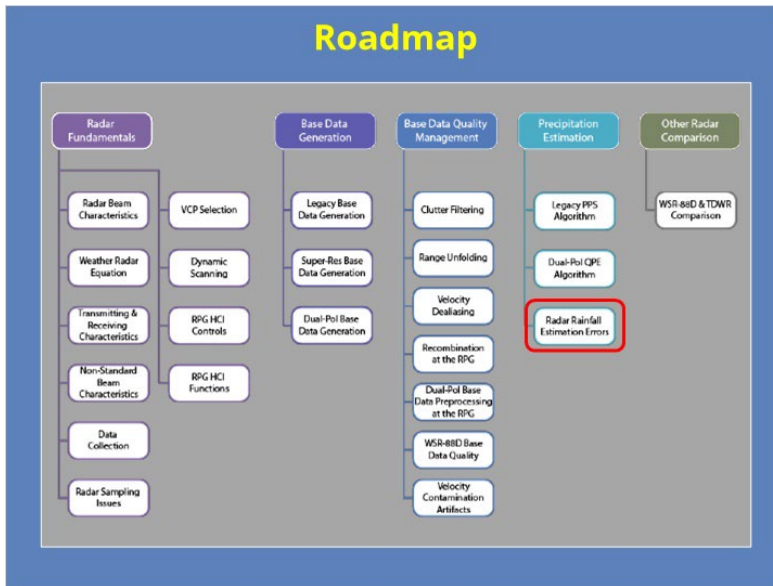 Roadmap
Radar
Fundamentals
Radar Beam
Characteristics
Weather Radar
Equation
Transmitting &
Receiving
Characteristics
Non-Standard
Beam
Characteristics
Data
Collection
Radar Sampling
Issues
VCP Selection
Dynamic
Scanning
RPG HCI
Controls
RPG HCI
Functions
Base Data
Generation
Legacy Base
Data Generation
Super-Res Base
Data Generation
Dual-Pol Base
Data Generation
Base Data Quality
Management
Clutter Filtering
Range Unfolding
Velocity
Dealiasing
Recombination
at the RPG
Dual-Pol Base
Data Preprocessing
at the RPG
WSR-88D Base
Data Quality
Velocity
Contamination
Artifacts
Precipitation
Estimation
Legacy PPS
Algorithm
Dual-Pol QPE
Algorithm
Radar Rainfall
Estimation Errors
Other Radar
Comparison
WSR-88D & TDWR
Comparison